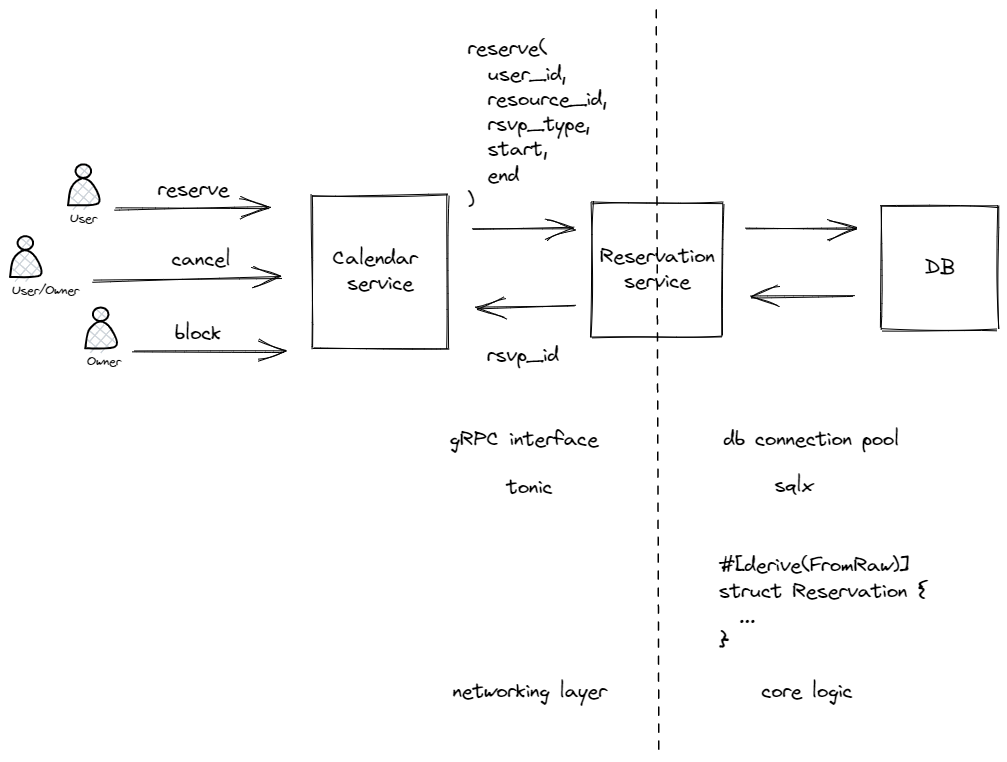 reserve(
user_id,
resource_id,
rsvp_type,
start,
end
)
reserve
User
cancel
User/Owner
block
Owner
Calendar
service
Reservation
service
DB
rsvp_id
gRPC interface
db connection pool
tonic
sqlx
#[derive(FromRaw)]
struct Reservation {
...
}
networking layer
core logic